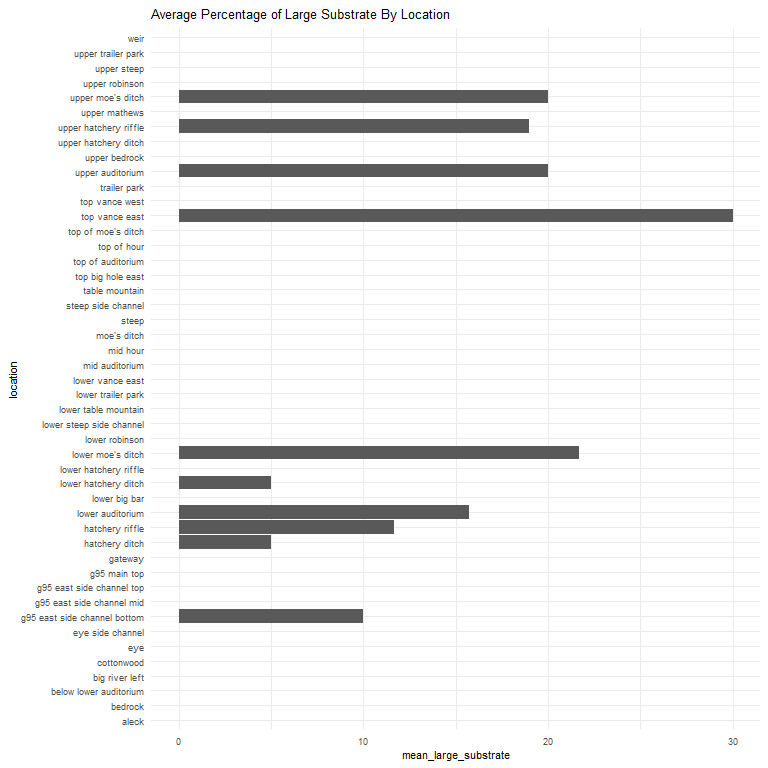 Average Percentage of Large Substrate By Location
weir
upper trailer park
upper steep
upper robinson
upper moe's ditch
upper mathews
upper hatchery riffle
upper hatchery ditch
upper bedrock
upper auditorium
trailer park
top vance west
top vance east
top of moe's ditch
top of hour
top of auditorium
top big hole east
table mountain
steep side channel
steep
moe's ditch
mid hour
mid auditorium
lower vance east
lower trailer park
lower table mountain
lower steep side channel
lower robinson
lower moe's ditch
lower hatchery riffle
lower hatchery ditch
lower big bar
lower auditorium
hatchery riffle
hatchery ditch
gateway
g95 main top
g95 east side channel top
g95 east side channel mid
g95 east side channel bottom
eye side channel
eye
cottonwood
big river left
below lower auditorium
bedrock
aleck
location
0 10 20 30
mean_large_substrate